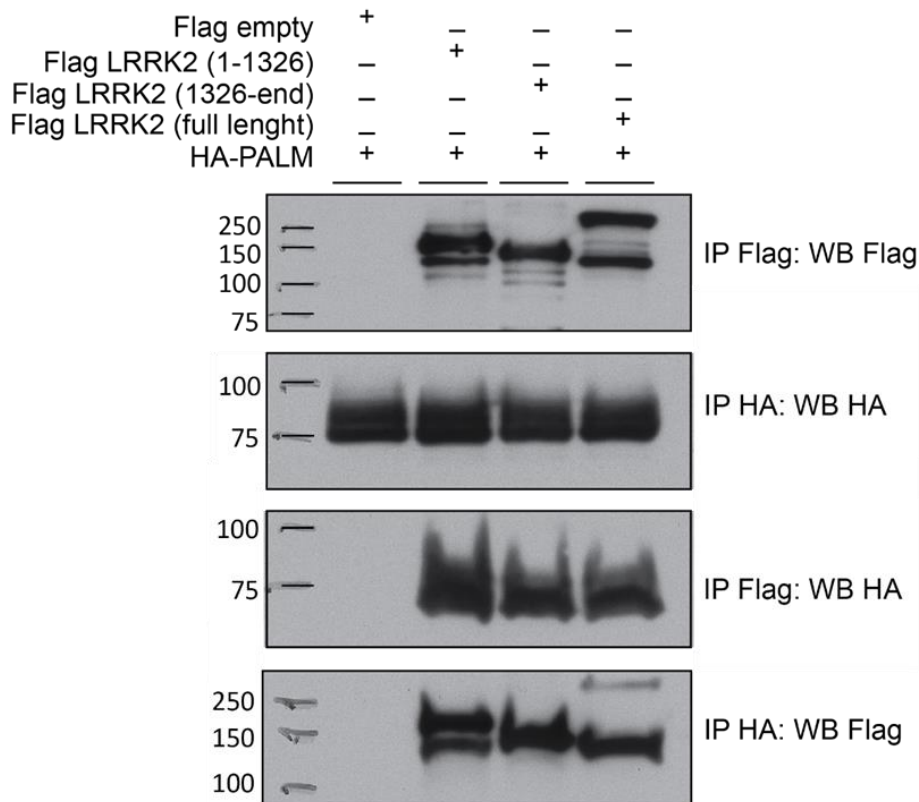 Flag empty + – – –
Flag LRRK2 (1-1326) – + – –
Flag LRRK2 (1326-end) – – + –
Flag LRRK2 (full lenght) – – – +
HA-PALM + + + +
250
150
100
75
IP Flag: WB Flag
100
75
IP HA: WB HA
100
75
IP Flag: WB HA
250
150
100
IP HA: WB Flag